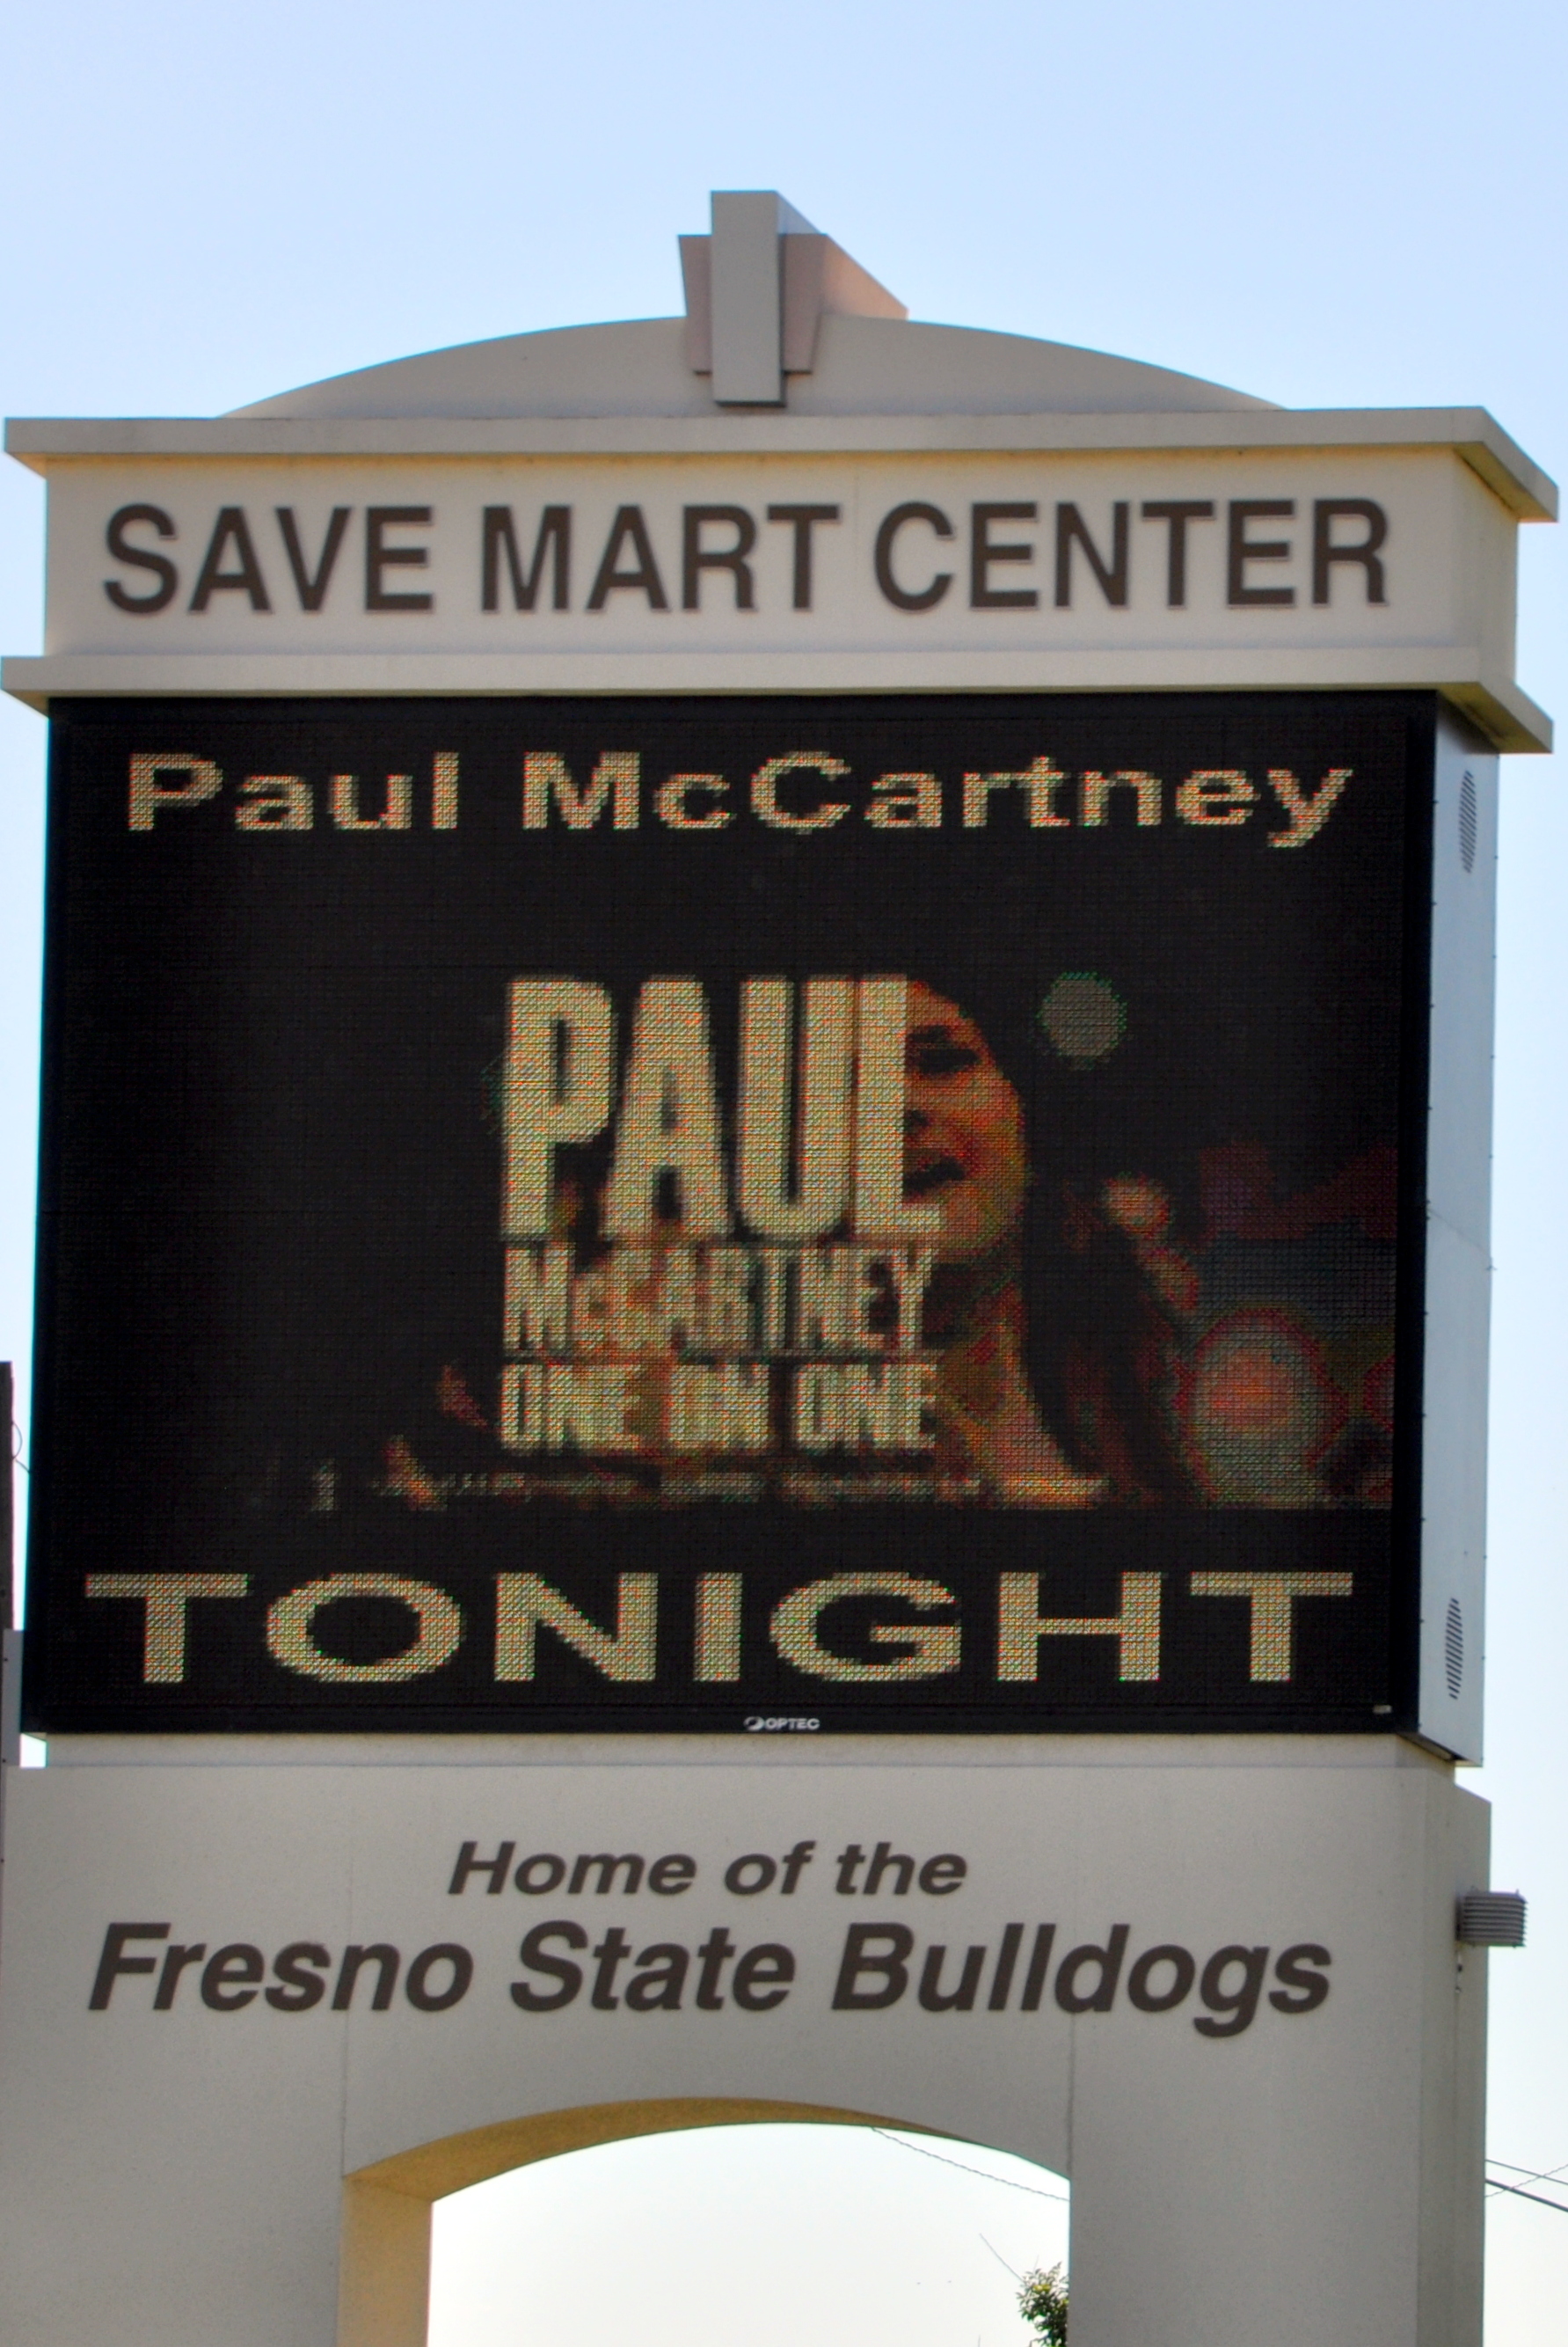 SAVE MART CENTER
Paul McCartney
PAUL
McCARTNEY
ONE ON ONE
TONIGHT
OPTEC
Home of the
Fresno State Bulldogs